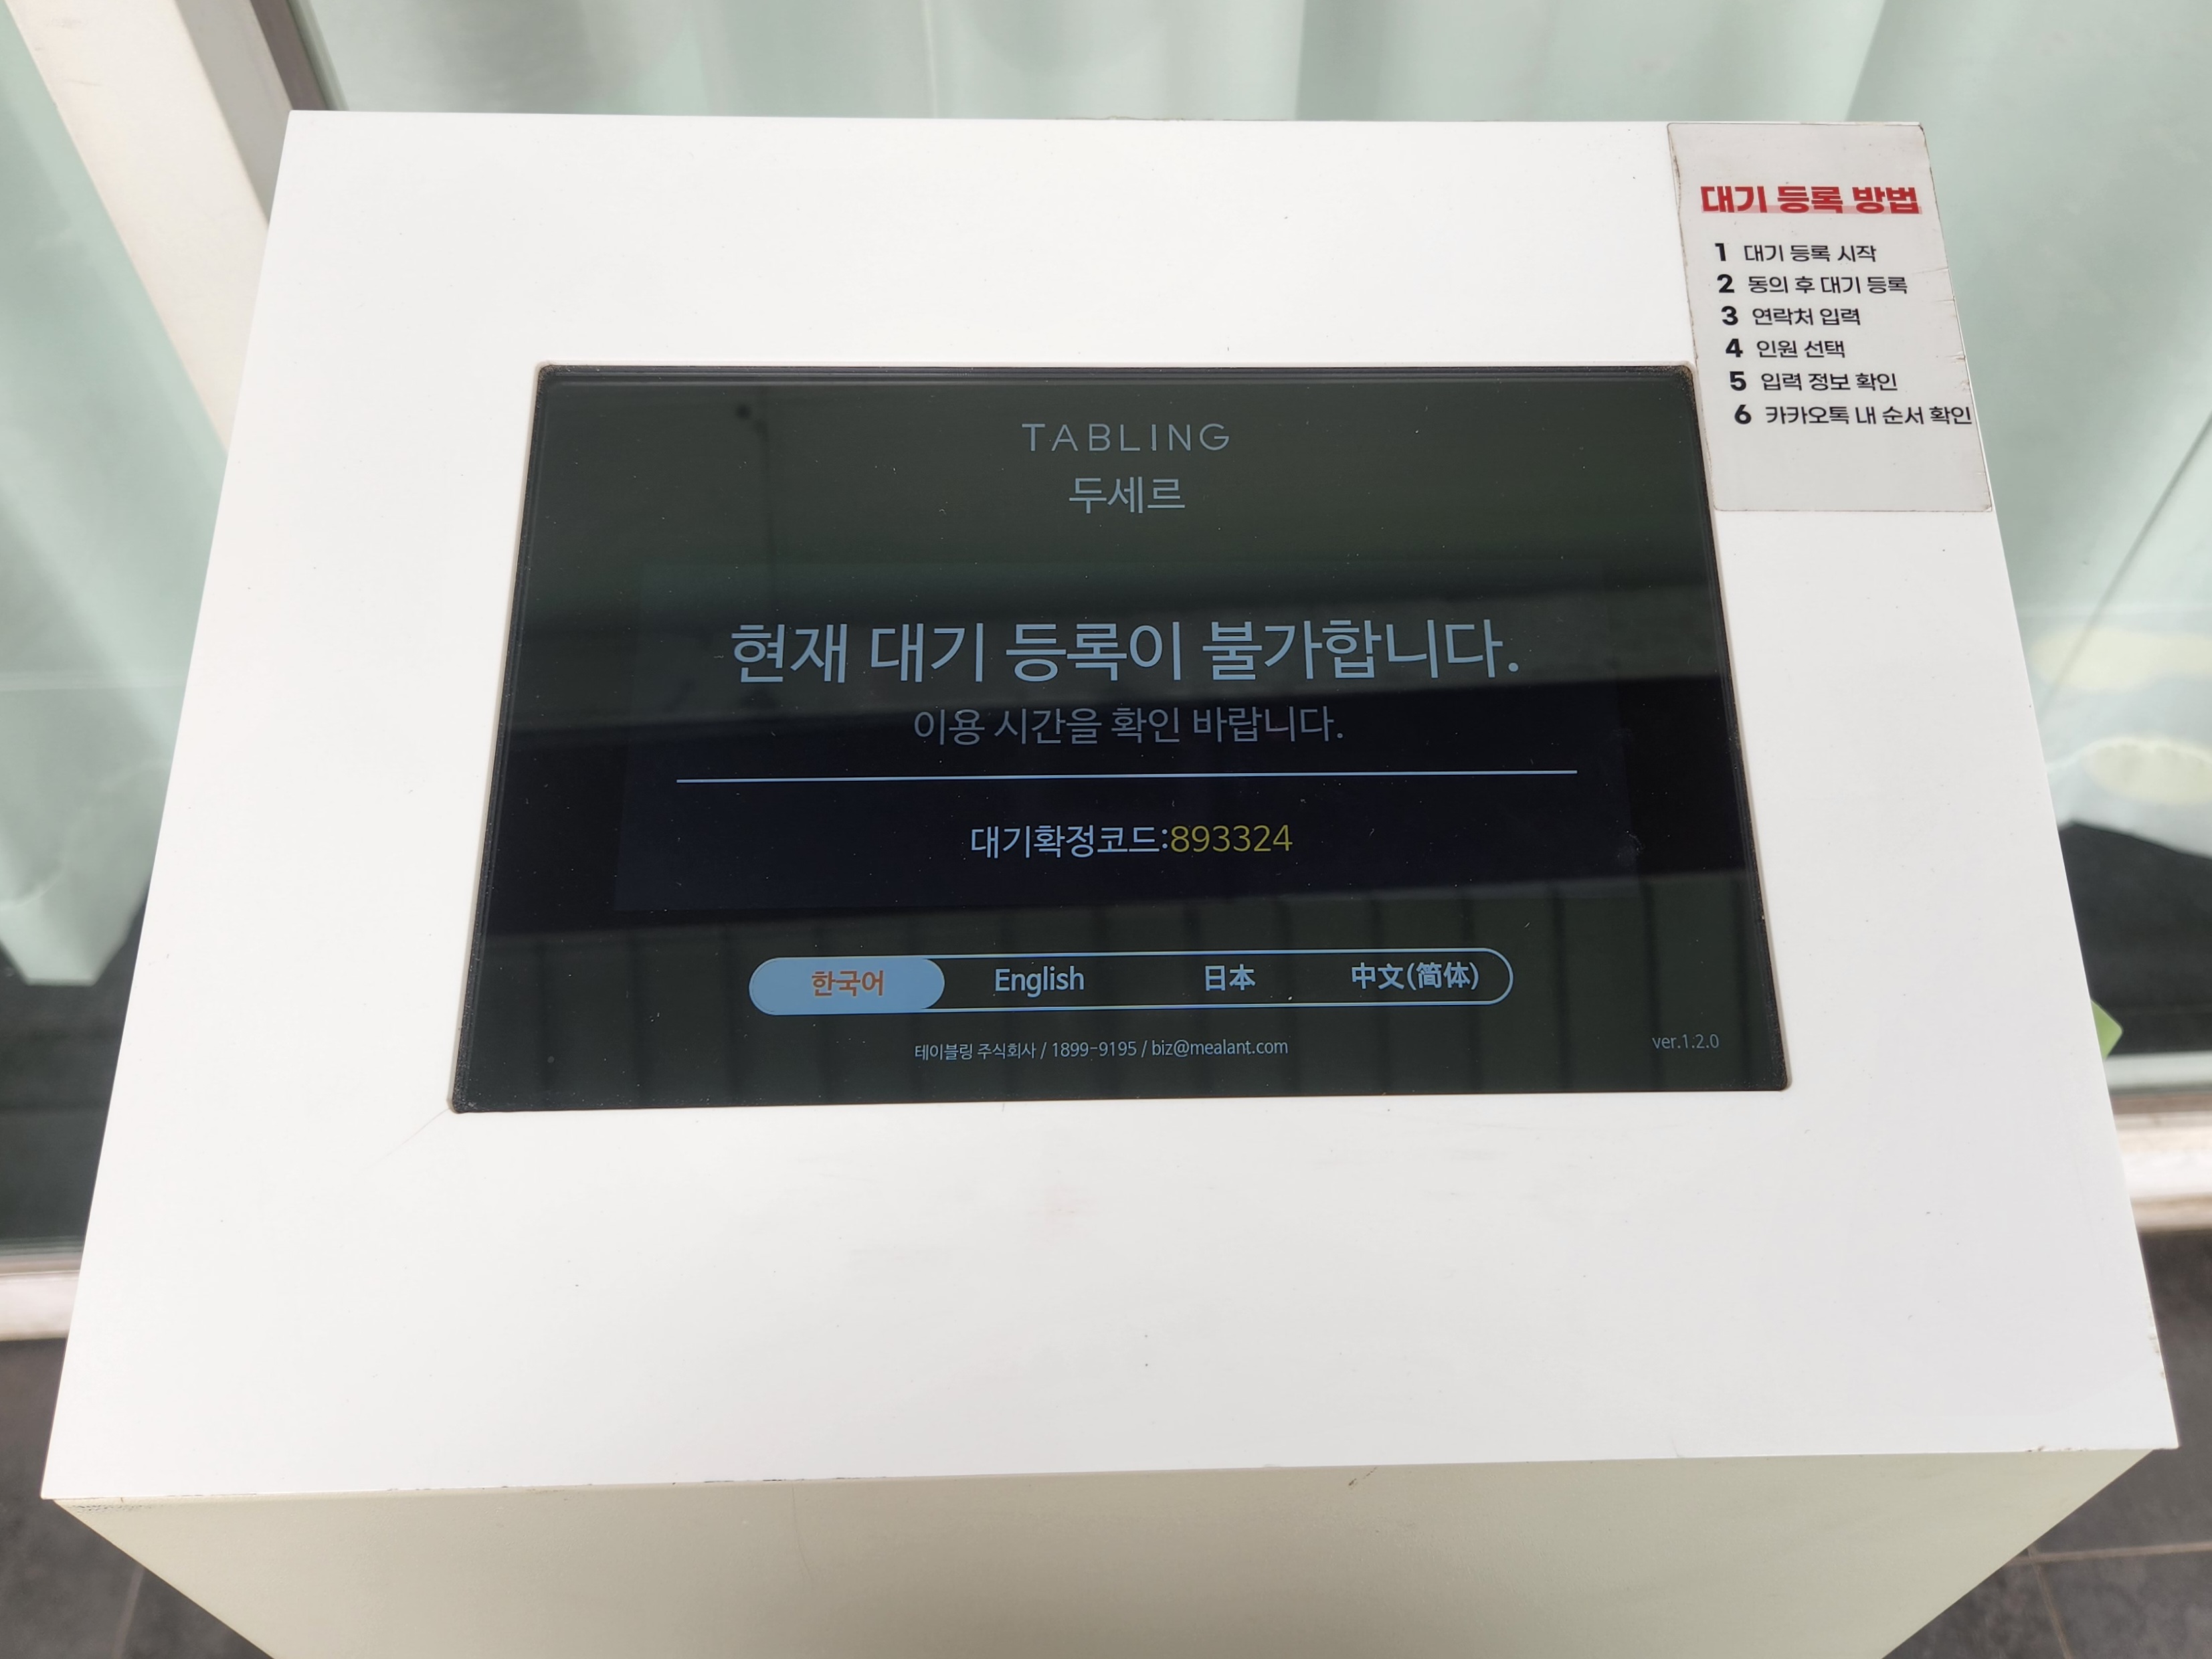 대기 등록 방법
1 대기 등록 시작
2 동의 후 대기 등록
3 연락처 입력
4 인원 선택
5 입력 정보 확인
6 카카오톡 내 순서 확인
TABLING
두세르
현재 대기 등록이 불가합니다.
이용 시간을 확인 바랍니다.
대기확정코드:893324
한국어 English 日本 中文(简体)
테이블링 주식회사 / 1899-9195 / biz@mealant.com
ver.1.2.0